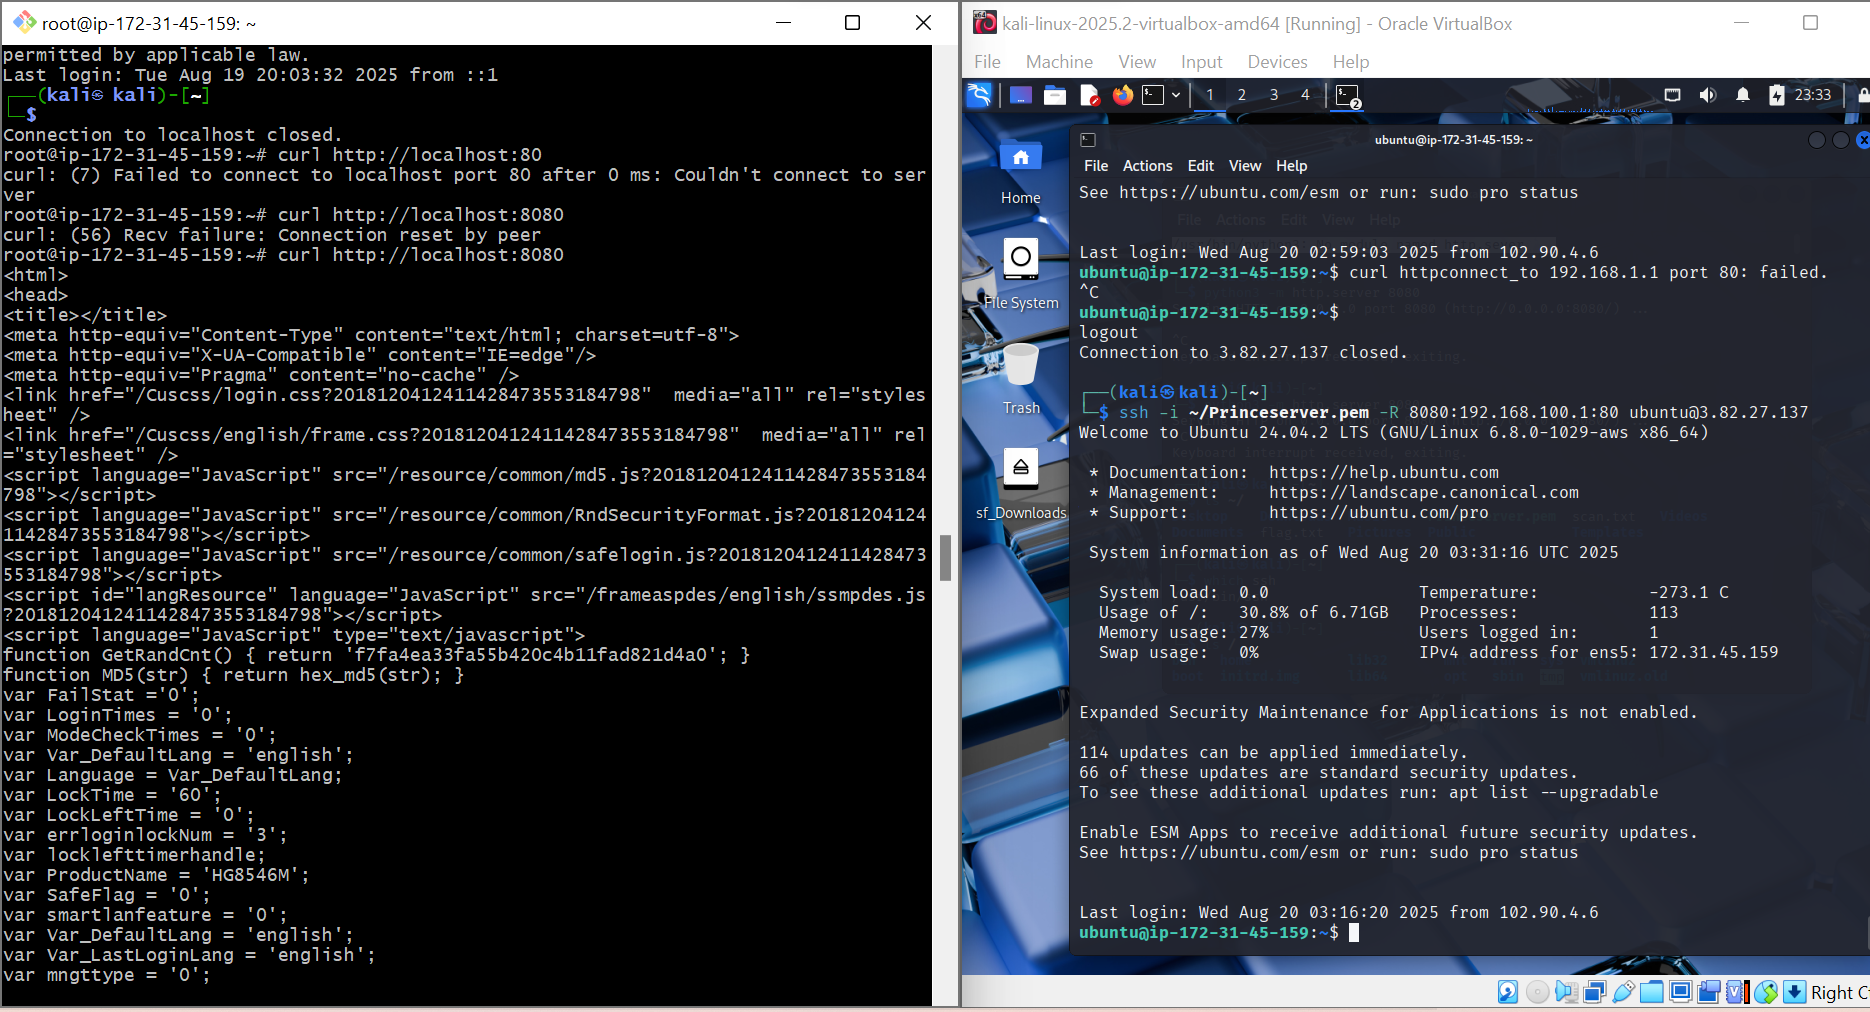 root@ip-172-31-45-159: ~
permitted by applicable law.
Last login: Tue Aug 19 20:03:32 2025 from ::1
┌──(kali㉿ kali)-[~]
└─$
Connection to localhost closed.
root@ip-172-31-45-159:~# curl http://localhost:80
curl: (7) Failed to connect to localhost port 80 after 0 ms: Couldn't connect to ser
ver
root@ip-172-31-45-159:~# curl http://localhost:8080
curl: (56) Recv failure: Connection reset by peer
root@ip-172-31-45-159:~# curl http://localhost:8080
<html>
<head>
<title></title>
<meta http-equiv="Content-Type" content="text/html; charset=utf-8">
<meta http-equiv="X-UA-Compatible" content="IE=edge"/>
<meta http-equiv="Pragma" content="no-cache" />
<link href="/Cuscss/login.css?20181204124114284735531847​98"  media="all" rel="styles
heet" />
<link href="/Cuscss/english/frame.css?2018120412411428473553184798"  media="all" rel
="stylesheet" />
<script language="JavaScript" src="/resource/common/md5.js?2018120412411428473553184
798"></script>
<script language="JavaScript" src="/resource/common/RndSecurityFormat.js?20181204124
11428473553184798"></script>
<script language="JavaScript" src="/resource/common/safelogin.js?2018120412411428473
553184798"></script>
<script id="langResource" language="JavaScript" src="/frameaspdes/english/ssmpdes.js
?2018120412411428473553184798"></script>
<script language="JavaScript" type="text/javascript">
function GetRandCnt() { return 'f7fa4ea33fa55b420c4b11fad821d4a0'; }
function MD5(str) { return hex_md5(str); }
var FailStat ='0';
var LoginTimes = '0';
var ModeCheckTimes = '0';
var Var_DefaultLang = 'english';
var Language = Var_DefaultLang;
var LockTime = '60';
var LockLeftTime = '0';
var errloginlockNum = '3';
var locklefttimerhandle;
var ProductName = 'HG8546M';
var SafeFlag = '0';
var smartlanfeature = '0';
var Var_DefaultLang = 'english';
var Var_LastLoginLang = 'english';
var mngttype = '0';
kali-linux-2025.2-virtualbox-amd64 [Running] - Oracle VirtualBox
File Machine View Input Devices Help
1 2 3 4 2 23:33
Home
File System
Trash
sf_Downloads
ubuntu@ip-172-31-45-159: ~
File Actions Edit View Help
See https://ubuntu.com/esm or run: sudo pro status
Last login: Wed Aug 20 02:59:03 2025 from 102.90.4.6
ubuntu@ip-172-31-45-159:~$ curl httpconnect_to 192.168.1.1 port 80: failed.
^C
ubuntu@ip-172-31-45-159:~$
logout
Connection to 3.82.27.137 closed.
┌──(kali㉿kali)-[~]
└─$ ssh -i ~/Princeserver.pem -R 8080:192.168.100.1:80 ubuntu@3.82.27.137
Welcome to Ubuntu 24.04.2 LTS (GNU/Linux 6.8.0-1029-aws x86_64)
 * Documentation:  https://help.ubuntu.com
 * Management:     https://landscape.canonical.com
 * Support:        https://ubuntu.com/pro
 System information as of Wed Aug 20 03:31:16 UTC 2025
  System load:  0.0               Temperature:           -273.1 C
  Usage of /:   30.8% of 6.71GB   Processes:             113
  Memory usage: 27%               Users logged in:       1
  Swap usage:   0%                IPv4 address for ens5: 172.31.45.159
Expanded Security Maintenance for Applications is not enabled.
114 updates can be applied immediately.
66 of these updates are standard security updates.
To see these additional updates run: apt list --upgradable
Enable ESM Apps to receive additional future security updates.
See https://ubuntu.com/esm or run: sudo pro status
Last login: Wed Aug 20 03:16:20 2025 from 102.90.4.6
ubuntu@ip-172-31-45-159:~$
Right C